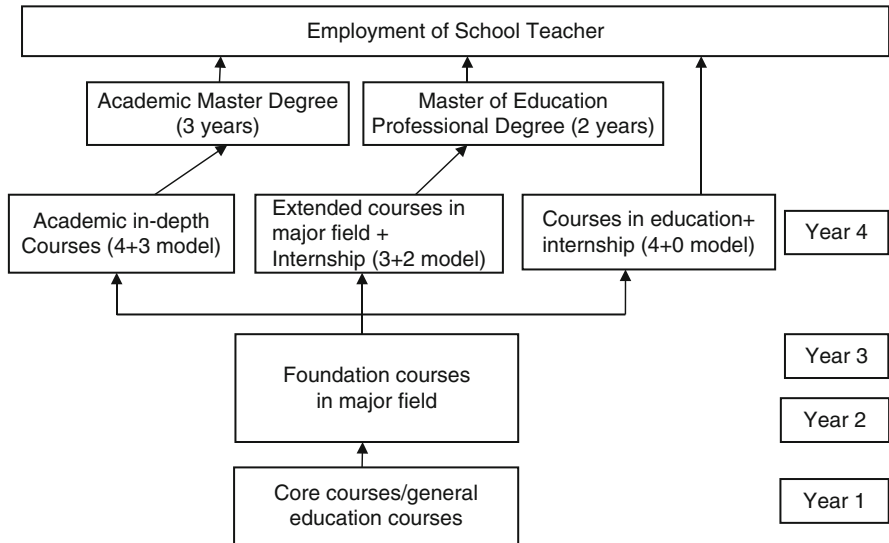 Employment of School Teacher
Academic Master Degree
(3 years)
Master of Education
Professional Degree (2 years)
Academic in-depth
Courses (4+3 model)
Extended courses in
major field +
Internship (3+2 model)
Courses in education+
internship (4+0 model)
Year 4
Foundation courses
in major field
Year 3
Year 2
Core courses/general
education courses
Year 1